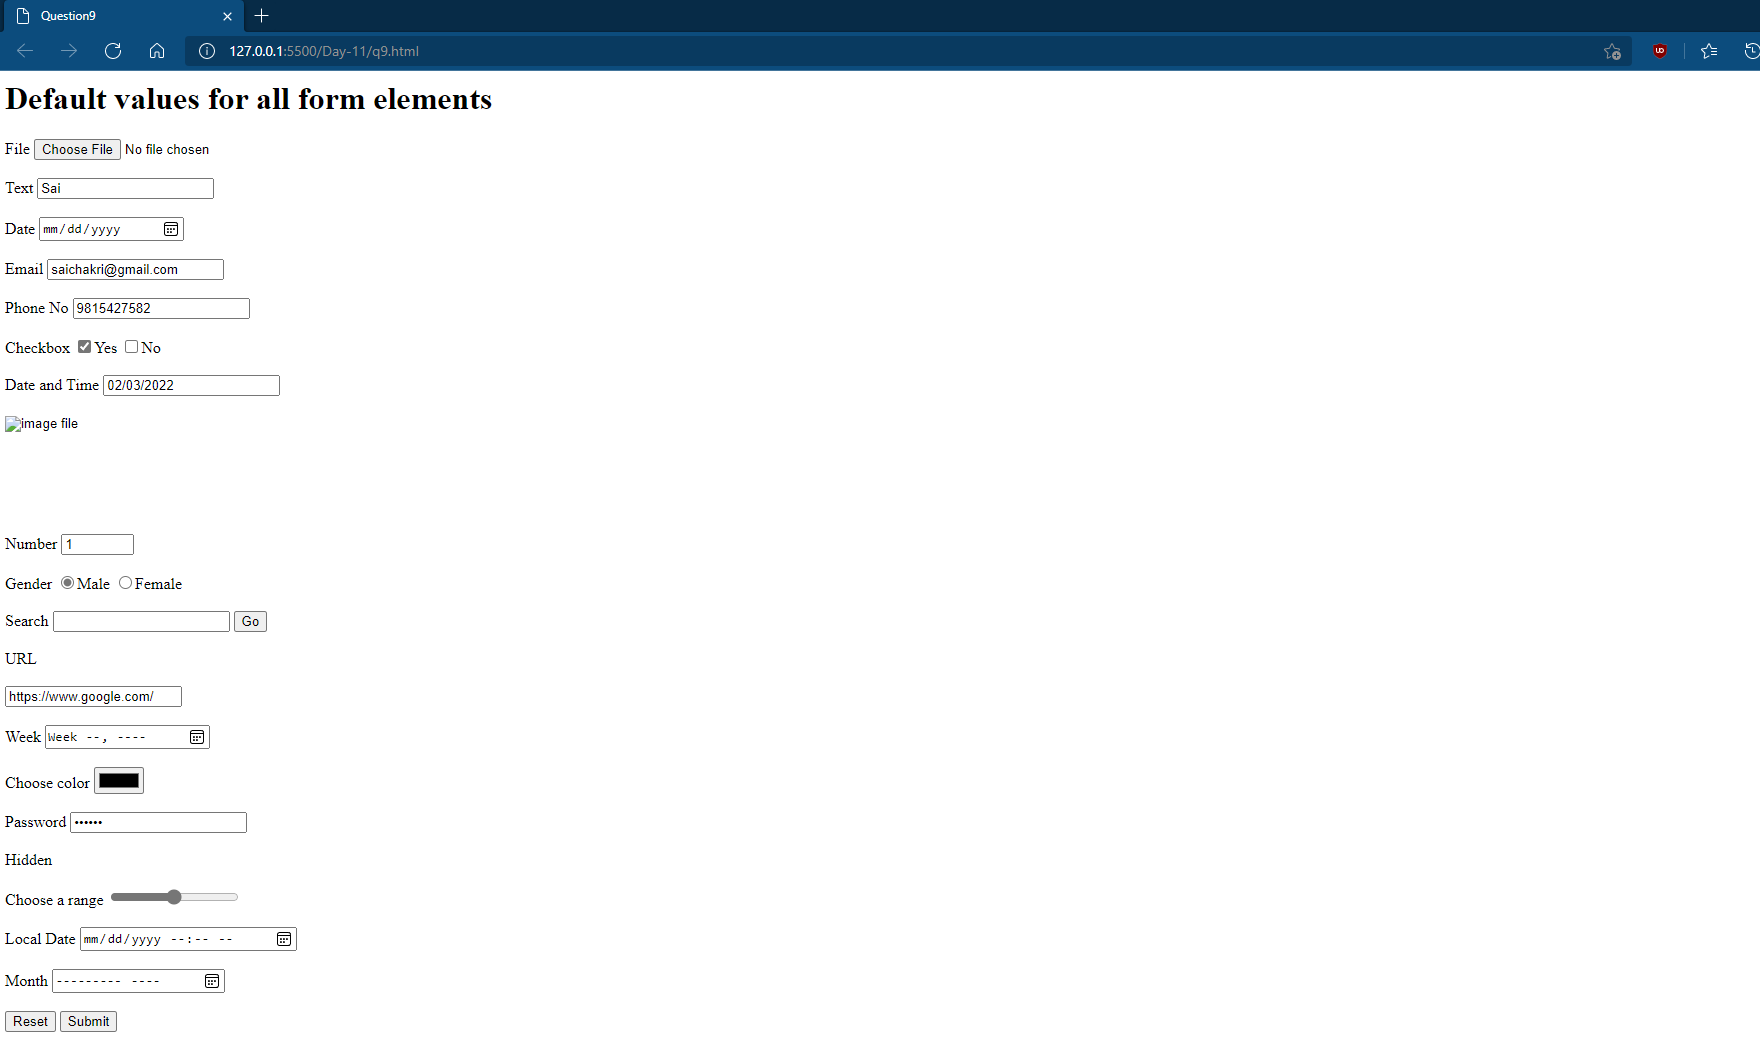 Question9
127.0.0.1:5500/Day-11/q9.html
UD
Default values for all form elements
File Choose File No file chosen
Text Sai
Date mm/dd/yyyy
Email saichakri@gmail.com
Phone No 9815427582
Checkbox Yes No
Date and Time 02/03/2022
image file
Number 1
Gender Male Female
Search Go
URL
https://www.google.com/
Week Week --, ----
Choose color
Password ••••••
Hidden
Choose a range
Local Date mm/dd/yyyy --:-- --
Month --------- ----
Reset Submit